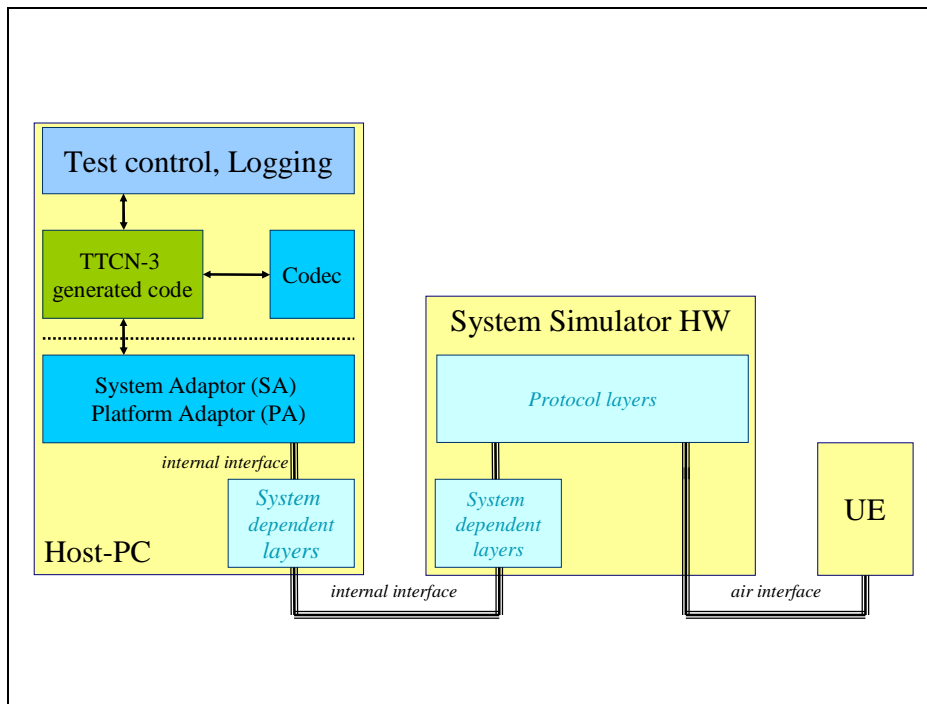 Test control, Logging
TTCN-3
generated code
Codec
System Adaptor (SA)
Platform Adaptor (PA)
internal interface
System
dependent
layers
Host-PC
internal interface
System Simulator HW
Protocol layers
System
dependent
layers
air interface
UE